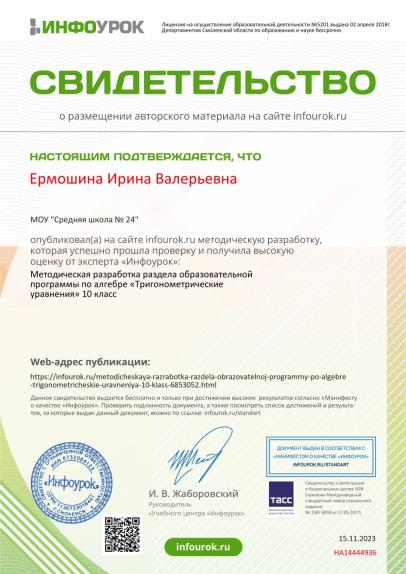 ИНФОУРОК
Лицензия на осуществление образовательной деятельности №5201 выдана 02 апреля 2018г.
Департаментом Смоленской области по образованию и науке бессрочно
СВИДЕТЕЛЬСТВО
о размещении авторского материала на сайте infourok.ru
НАСТОЯЩИМ ПОДТВЕРЖДАЕТСЯ, ЧТО
Ермошина Ирина Валерьевна
МОУ "Средняя школа № 24"
опубликовал(а) на сайте infourok.ru методическую разработку,
которая успешно прошла проверку и получила высокую
оценку от эксперта «Инфоурок»:
Методическая разработка раздела образовательной
программы по алгебре «Тригонометрические
уравнения» 10 класс
Web-адрес публикации:
https://infourok.ru/metodicheskaya-razrabotka-razdela-obrazovatelnoj-programmy-po-algebre
-trigonometricheskie-uravneniya-10-klass-6853052.html
Данное свидетельство выдается бесплатно и только при достижении высоких результатов согласно «Манифесту
о качестве «Инфоурок». Проверить подлинность документа, а также посмотреть список достижений и результа-
тов, за которые выдан данный документ, можно по ссылке: infourok.ru/standart
«Инфоурок»
И. В. Жаборовский
Руководитель
«Учебного центра «Инфоурок»
ДОКУМЕНТ ВЫДАН В СООТВЕТСТВИИ С
«МАНИФЕСТОМ О КАЧЕСТВЕ «ИНФОУРОК»
INFOUROK.RU/STANDART
ТАСС
Свидетельство о регистрации
в Национальном центре ISSN
(присвоен Международный
стандартный номер сериального
издания:
№ 2587-8018 от 17.05.2017)
infourok.ru
15.11.2023
НА14444936